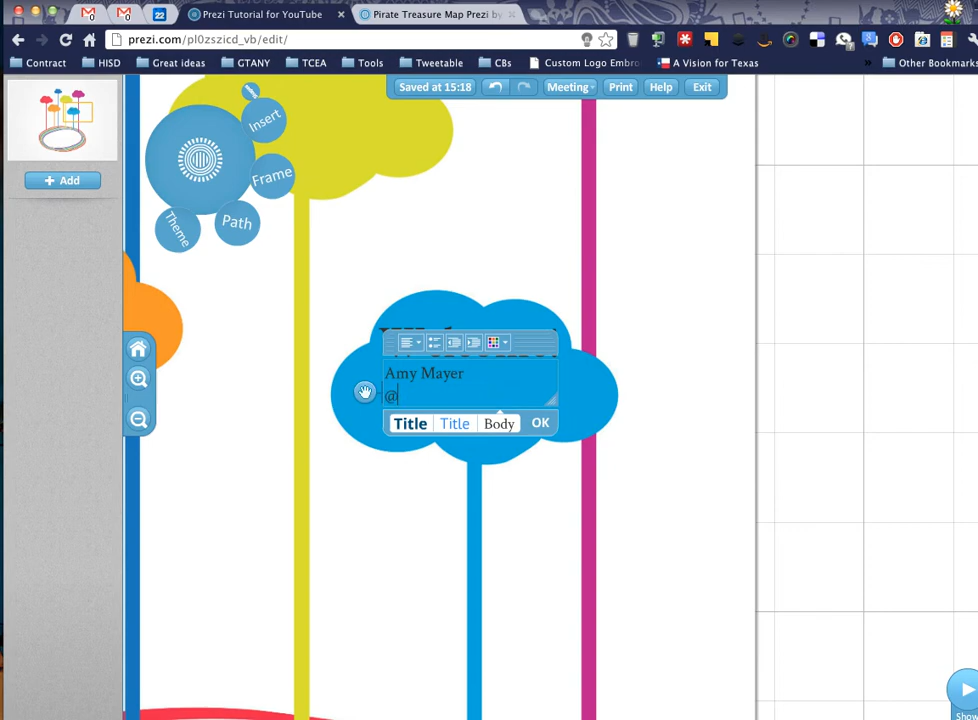 Prezi Tutorial for YouTube
Pirate Treasure Map Prezi by
22
prezi.com/pl0zszicd_vb/edit/
Contract
HISD
Great ideas
GTANY
TCEA
Tools
Tweetable
CBs
Custom Logo Embro
A Vision for Texas
»
Other Bookmarks
Saved at 15:18
Meeting
Print
Help
Exit
Insert
Frame
Path
Theme
+ Add
Amy Mayer
@
Title
Title
Body
OK
Show